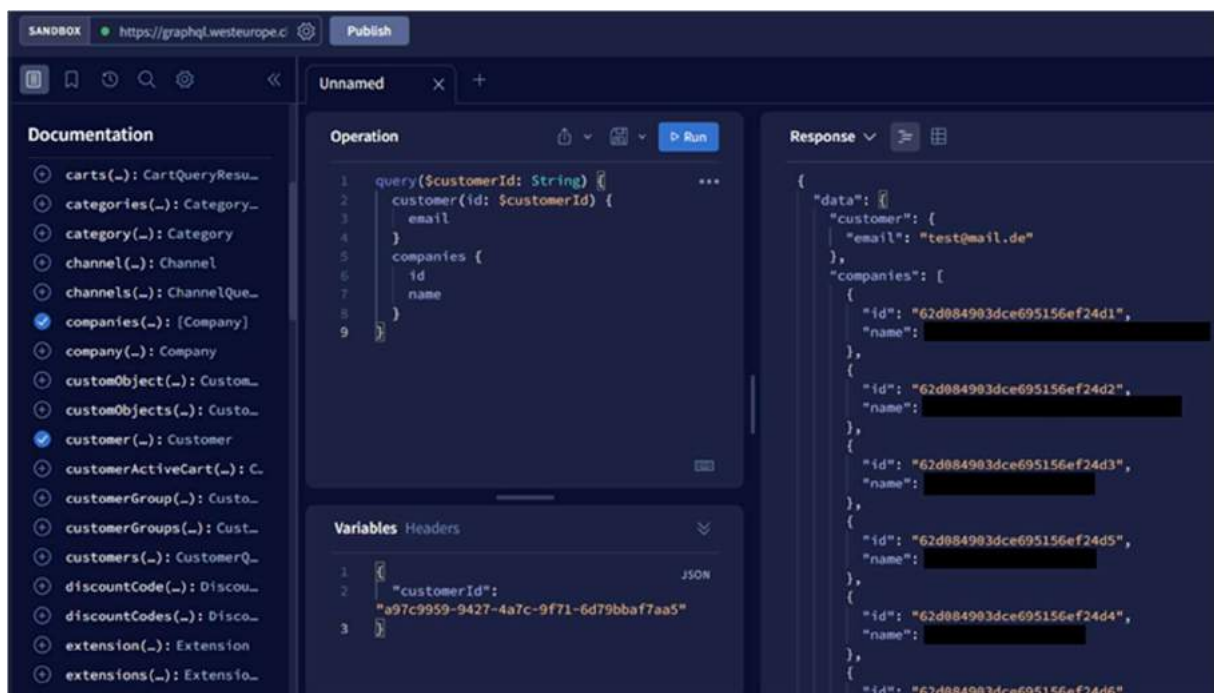 SANDBOX https://graphql.westeurope.c Publish
Unnamed
Documentation
carts(…): CartQueryResu…
categories(…): Category…
category(…): Category
channel(…): Channel
channels(…): ChannelQue…
companies(…): [Company]
company(…): Company
customObject(…): Custom…
customObjects(…): Custo…
customer(…): Customer
customerActiveCart(…): C…
customerGroup(…): Custo…
customerGroups(…): Cust…
customers(…): CustomerQ…
discountCode(…): Discou…
discountCodes(…): Disco…
extension(…): Extension
extensions(…): Extensio…
Operation Run
1 query($customerId: String) {
2 customer(id: $customerId) {
3 email
4 }
5 companies {
6 id
7 name
8 }
9 }
Variables Headers
JSON
1 {
2 "customerId":
"a97c9959-9427-4a7c-9f71-6d79bbaf7aa5"
3 }
Response
{
"data": {
"customer": {
"email": "test@mail.de"
},
"companies": [
{
"id": "62d084903dce695156ef24d1",
"name":
},
{
"id": "62d084903dce695156ef24d2",
"name":
},
{
"id": "62d084903dce695156ef24d3",
"name":
},
{
"id": "62d084903dce695156ef24d5",
"name":
},
{
"id": "62d084903dce695156ef24d4",
"name":
},
{
"id": "62d084903dce695156ef24d6"